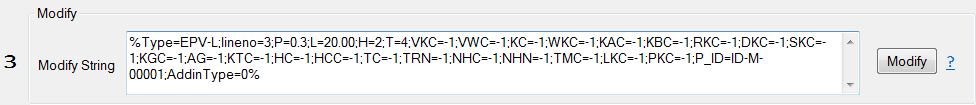 Modify
3
Modify String
%Type=EPV-L;lineno=3;P=0.3;L=20.00;H=2;T=4;VKC=-1;VWC=-1;KC=-1;WKC=-1;KAC=-1;KBC=-1;RKC=-1;DKC=-1;SKC=-
1;KGC=-1;AG=-1;KTC=-1;HC=-1;HCC=-1;TC=-1;TRN=-1;NHC=-1;NHN=-1;TMC=-1;LKC=-1;PKC=-1;P_ID=ID-M-
00001;AddinType=0%
Modify
?